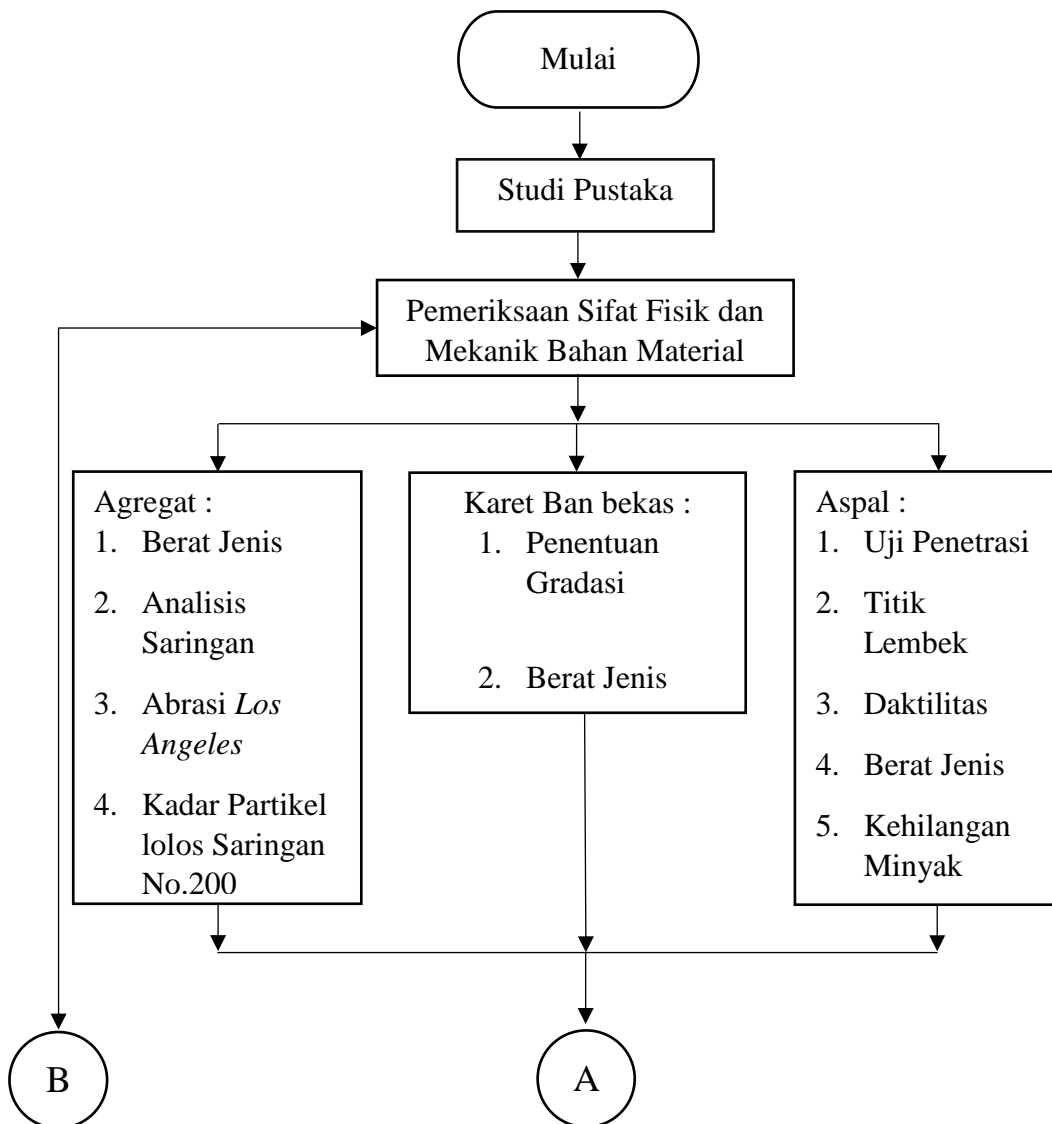 Mulai
Studi Pustaka
Pemeriksaan Sifat Fisik dan
Mekanik Bahan Material
Agregat :
1. Berat Jenis
2. Analisis
Saringan
3. Abrasi Los
Angeles
4. Kadar Partikel
lolos Saringan
No.200
Karet Ban bekas :
1. Penentuan
Gradasi
2. Berat Jenis
Aspal :
1. Uji Penetrasi
2. Titik
Lembek
3. Daktilitas
4. Berat Jenis
5. Kehilangan
Minyak
B
A